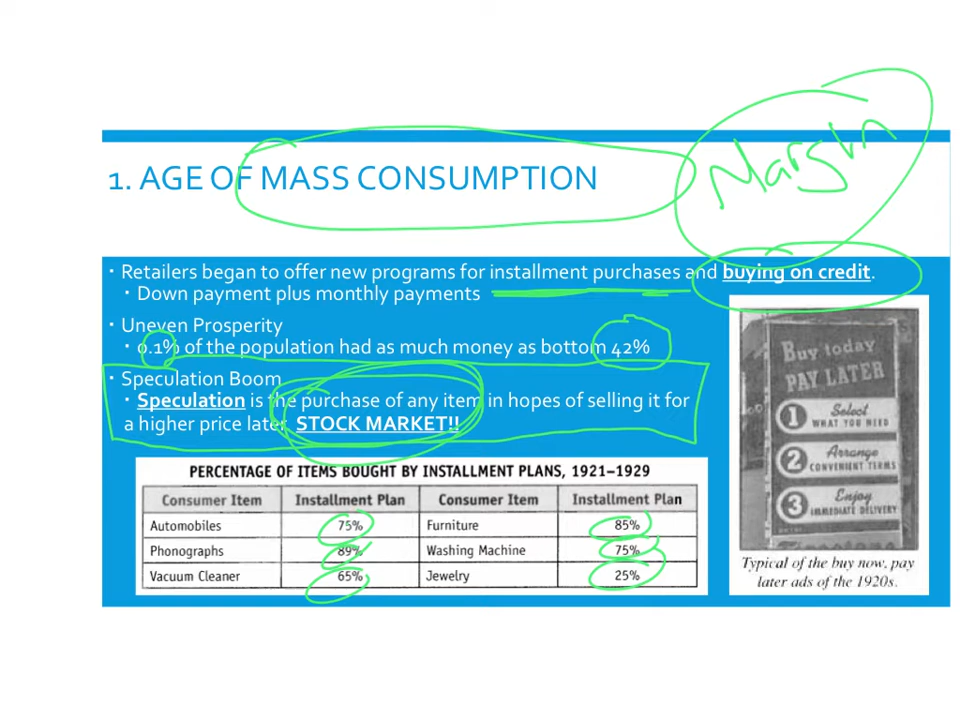 Margin
1. AGE OF MASS CONSUMPTION
· Retailers began to offer new programs for installment purchases and buying on credit.
· Down payment plus monthly payments
· Uneven Prosperity
· 0.1% of the population had as much money as bottom 42%
· Speculation Boom
· Speculation is the purchase of any item in hopes of selling it for
a higher price later. STOCK MARKET!!
PERCENTAGE OF ITEMS BOUGHT BY INSTALLMENT PLANS, 1921-1929
Consumer Item Installment Plan Consumer Item Installment Plan
Automobiles 75% Furniture 85%
Phonographs 89% Washing Machine 75%
Vacuum Cleaner 65% Jewelry 25%
Buy today
PAY LATER
1 Select
WHAT YOU NEED
2 Arrange
CONVENIENT TERMS
3 Enjoy
IMMEDIATE DELIVERY
Typical of the buy now, pay
later ads of the 1920s.